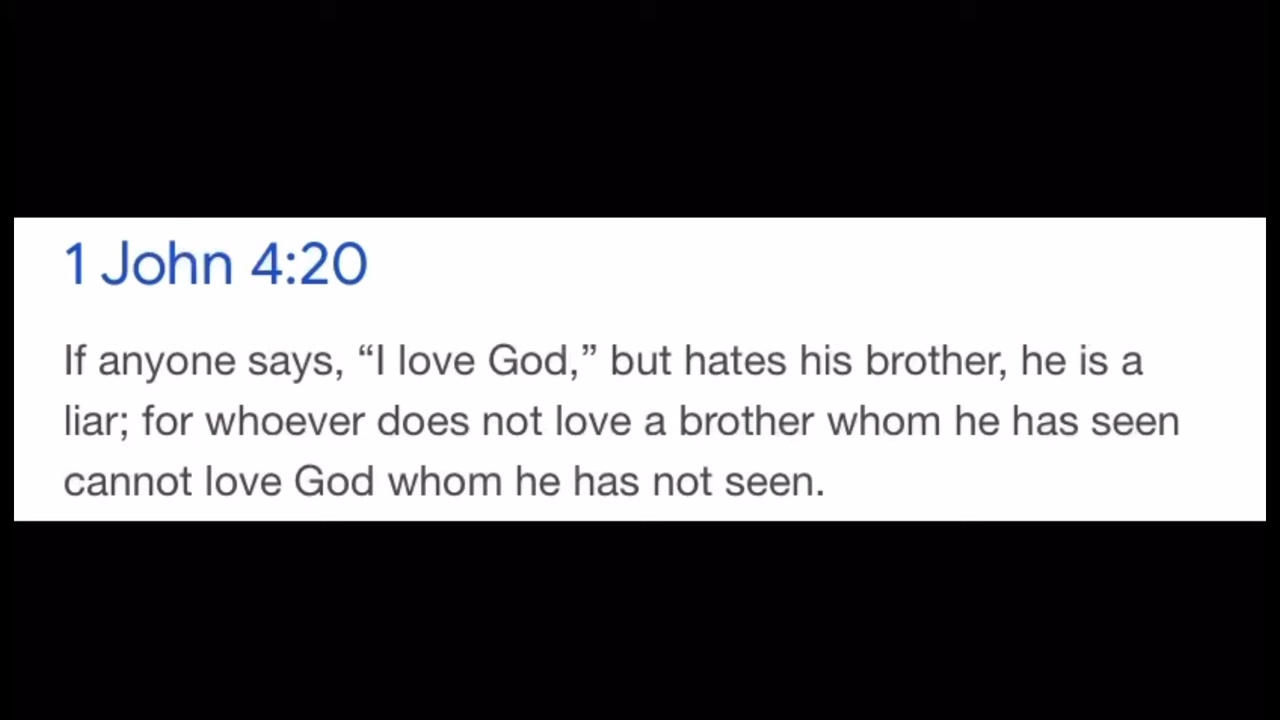 1 John 4:20
If anyone says, “I love God,” but hates his brother, he is a
liar; for whoever does not love a brother whom he has seen
cannot love God whom he has not seen.